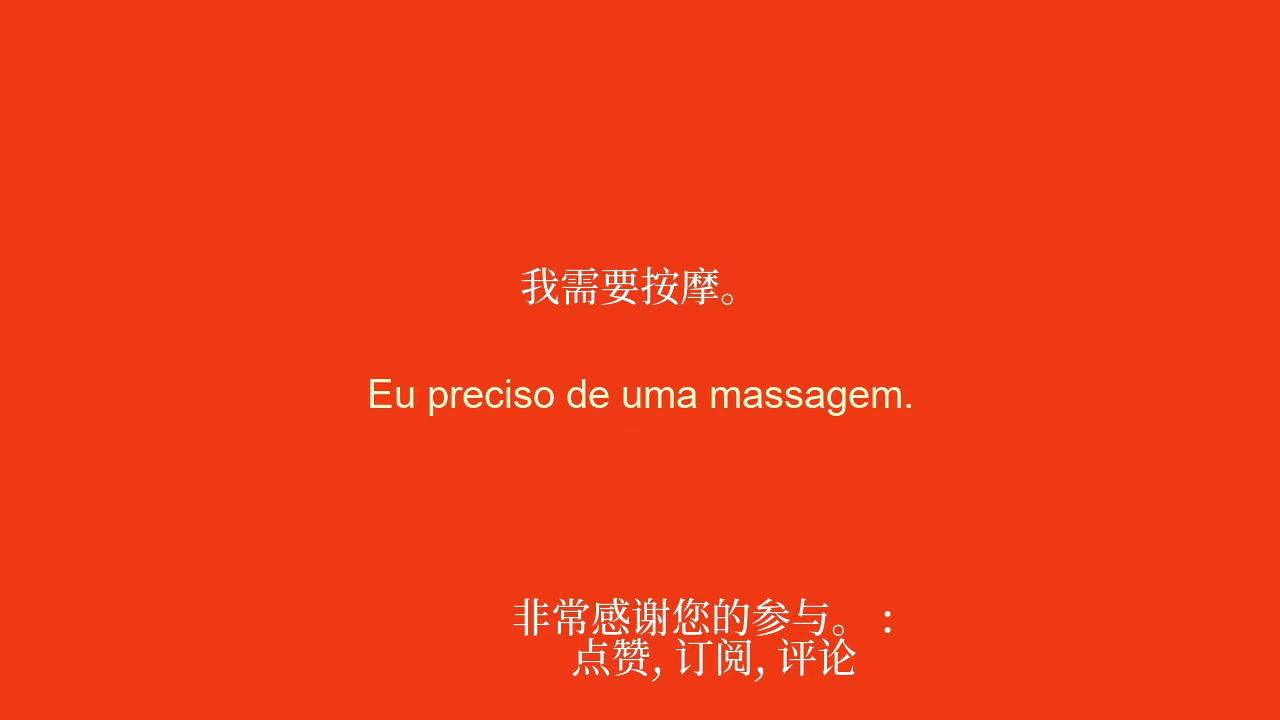 我需要按摩。
Eu preciso de uma massagem.
非常感谢您的参与。 :
点赞, 订阅, 评论